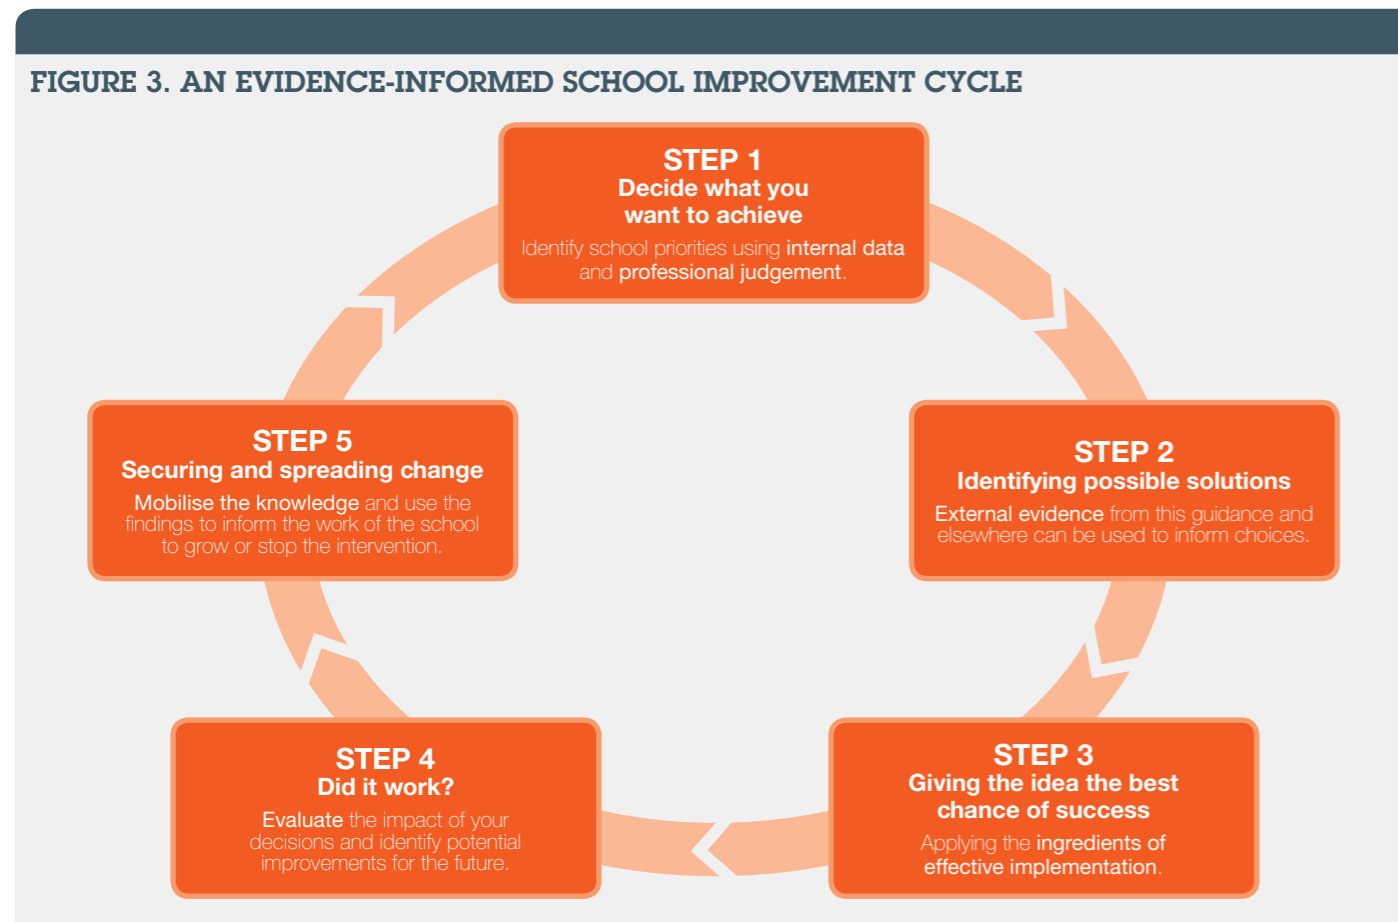 FIGURE 3. AN EVIDENCE-INFORMED SCHOOL IMPROVEMENT CYCLE
STEP 1
Decide what you
want to achieve
Identify school priorities using internal data
and professional judgement.
STEP 2
Identifying possible solutions
External evidence from this guidance and
elsewhere can be used to inform choices.
STEP 3
Giving the idea the best
chance of success
Applying the ingredients of
effective implementation.
STEP 4
Did it work?
Evaluate the impact of your
decisions and identify potential
improvements for the future.
STEP 5
Securing and spreading change
Mobilise the knowledge and use the
findings to inform the work of the school
to grow or stop the intervention.